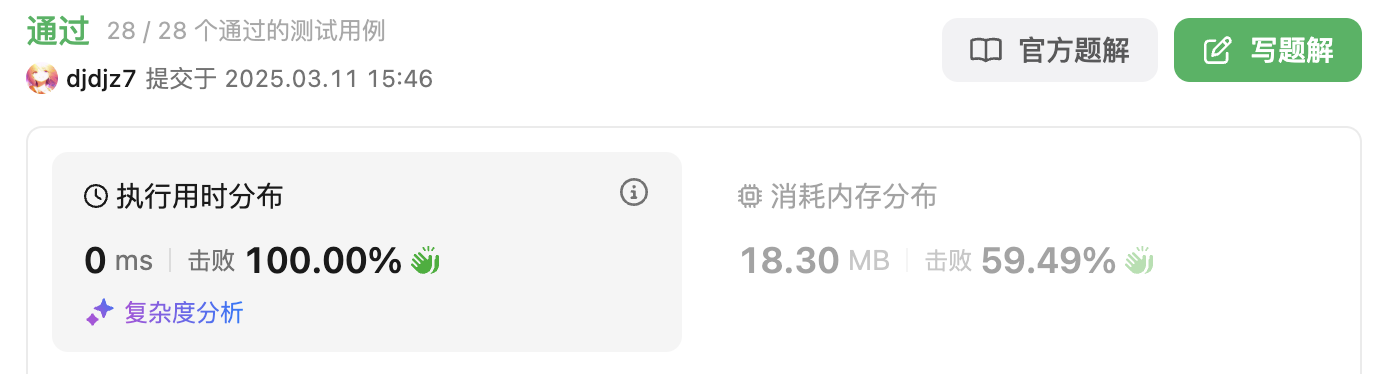 通过 28 / 28 个通过的测试用例
djdjz7 提交于 2025.03.11 15:46
官方题解
写题解
执行用时分布
0 ms 击败 100.00%
复杂度分析
消耗内存分布
18.30 MB 击败 59.49%